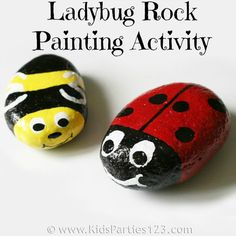 Ladybug Rock
Painting Activity
© www.KidsParties123.com